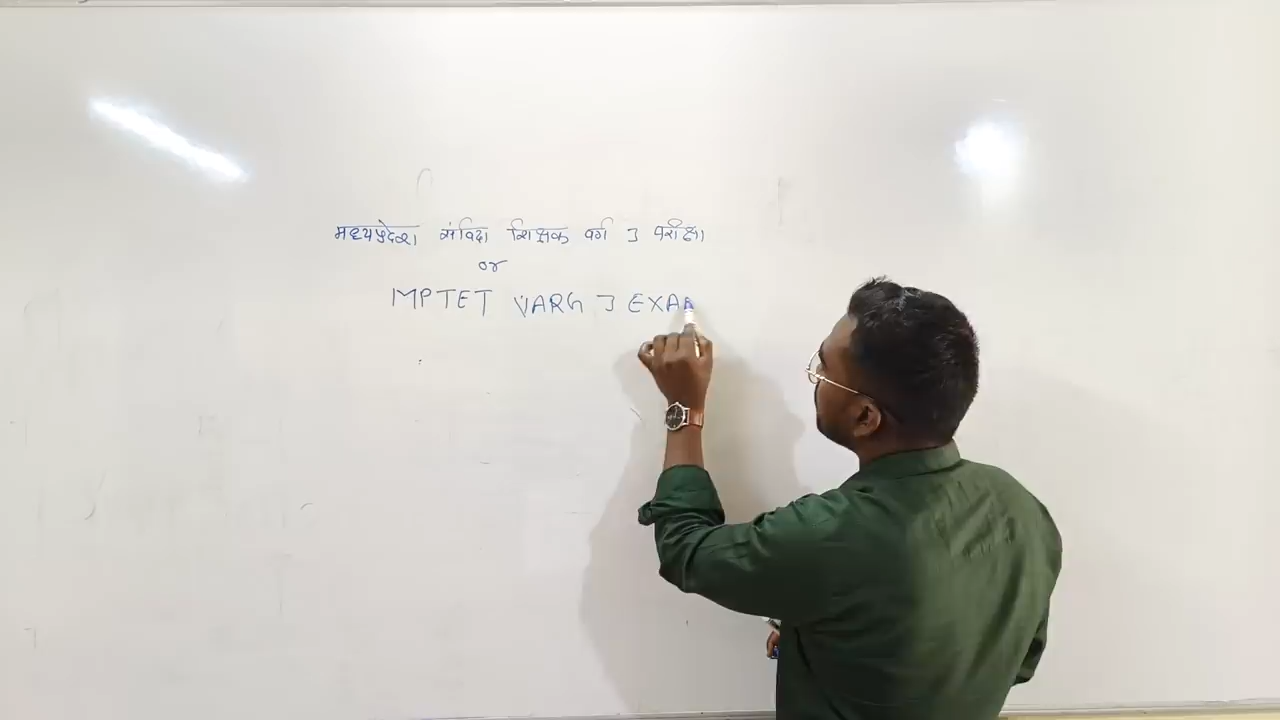 मध्यप्रदेश संविदा शिक्षक वर्ग 3 परीक्षा
or
MPTET VARG 3 EXA